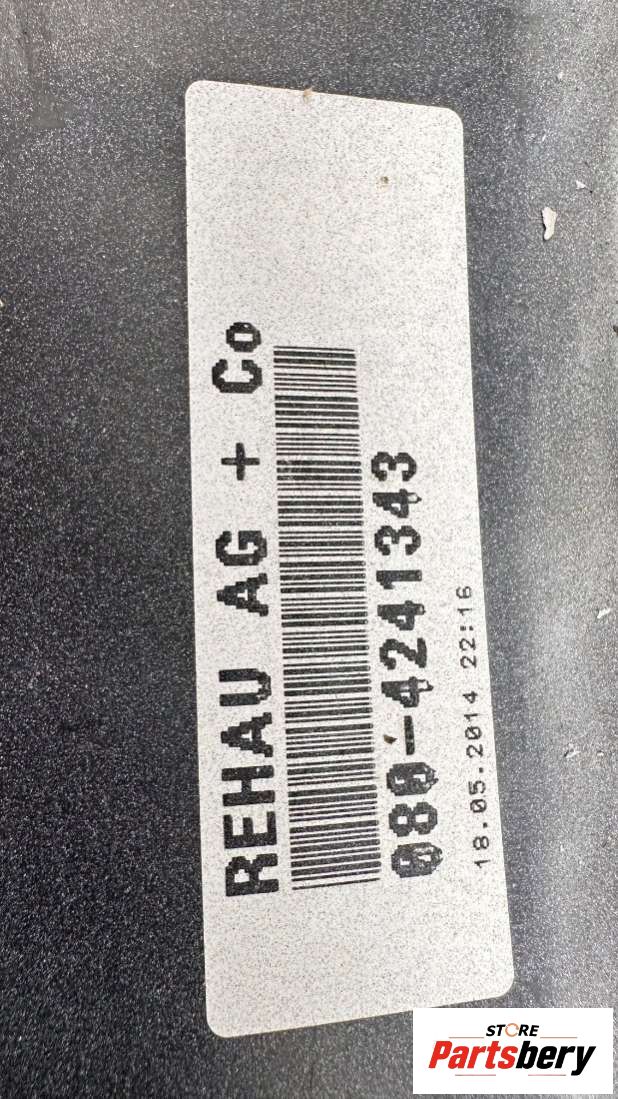 REHAU AG + Co
080-4241343
18.05.2014 22:16
STORE
Partsbery